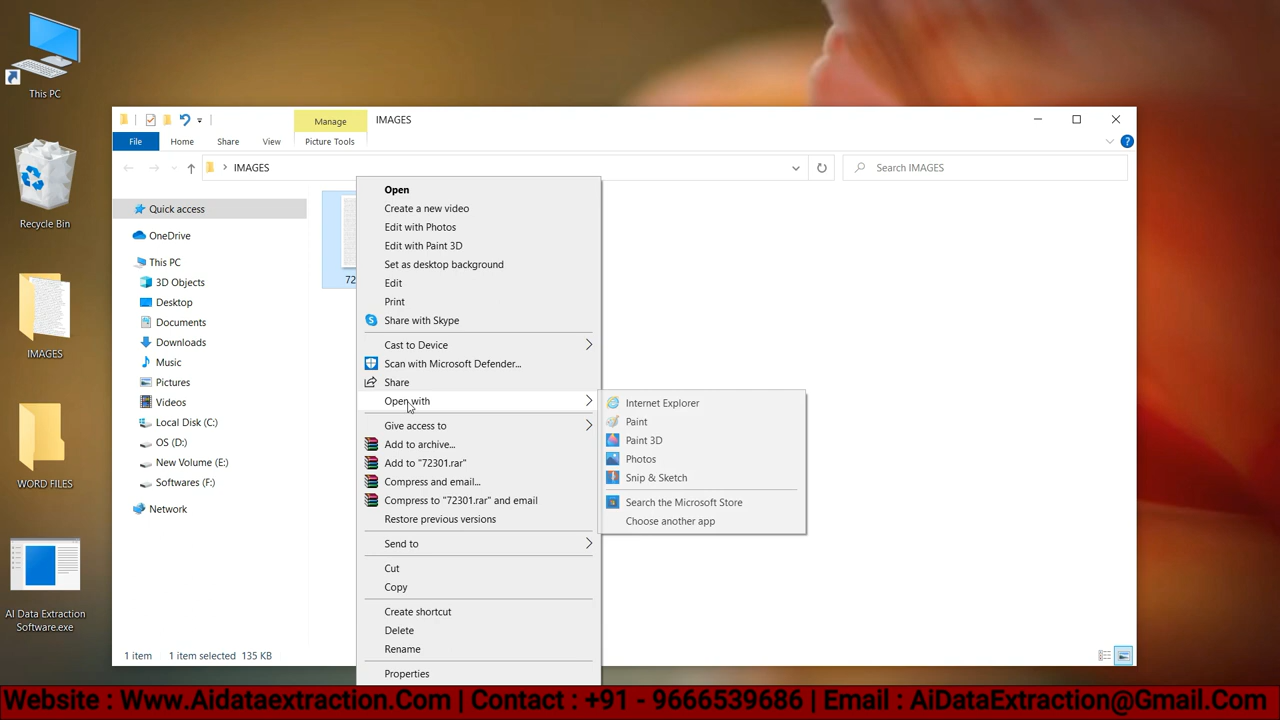 This PC
Recycle Bin
IMAGES
WORD FILES
AI Data Extraction
Software.exe
Manage
IMAGES
File
Home
Share
View
Picture Tools
IMAGES
Search IMAGES
Quick access
OneDrive
This PC
3D Objects
Desktop
Documents
Downloads
Music
Pictures
Videos
Local Disk (C:)
OS (D:)
New Volume (E:)
Softwares (F:)
Network
72
Open
Create a new video
Edit with Photos
Edit with Paint 3D
Set as desktop background
Edit
Print
Share with Skype
Cast to Device
Scan with Microsoft Defender...
Share
Open with
Give access to
Add to archive...
Add to "72301.rar"
Compress and email...
Compress to "72301.rar" and email
Restore previous versions
Send to
Cut
Copy
Create shortcut
Delete
Rename
Properties
Internet Explorer
Paint
Paint 3D
Photos
Snip & Sketch
Search the Microsoft Store
Choose another app
1 item
1 item selected 135 KB
Website : Www.Aidataextraction.Com | Contact : +91 - 9666539686 | Email : AiDataExtraction@Gmail.Com